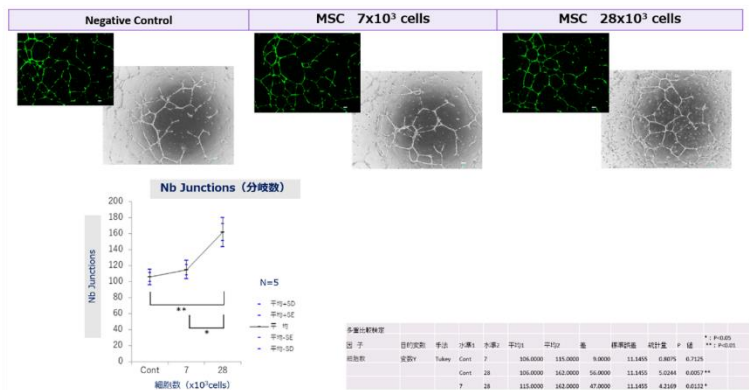 Negative Control
MSC 7x10³ cells
MSC 28x10³ cells
Nb Junctions（分岐数）
Nb Junctions
200
180
160
140
120
100
80
60
40
20
0
**
*
Cont 7 28
細胞数（x10³cells）
N=5
平均+SD
平均+SE
平 均
平均-SE
平均-SD
多重比較検定
因 子 目的変数 手法 水準1 水準2 平均1 平均2 差 標準誤差 統計量 P 値
*：P<0.05
**：P<0.01
細胞数 変数Y Tukey Cont 7 106.0000 115.0000 9.0000 11.1455 0.8075 0.7125
Cont 28 106.0000 162.0000 56.0000 11.1455 5.0244 0.0057 **
7 28 115.0000 162.0000 47.0000 11.1455 4.2169 0.0132 *